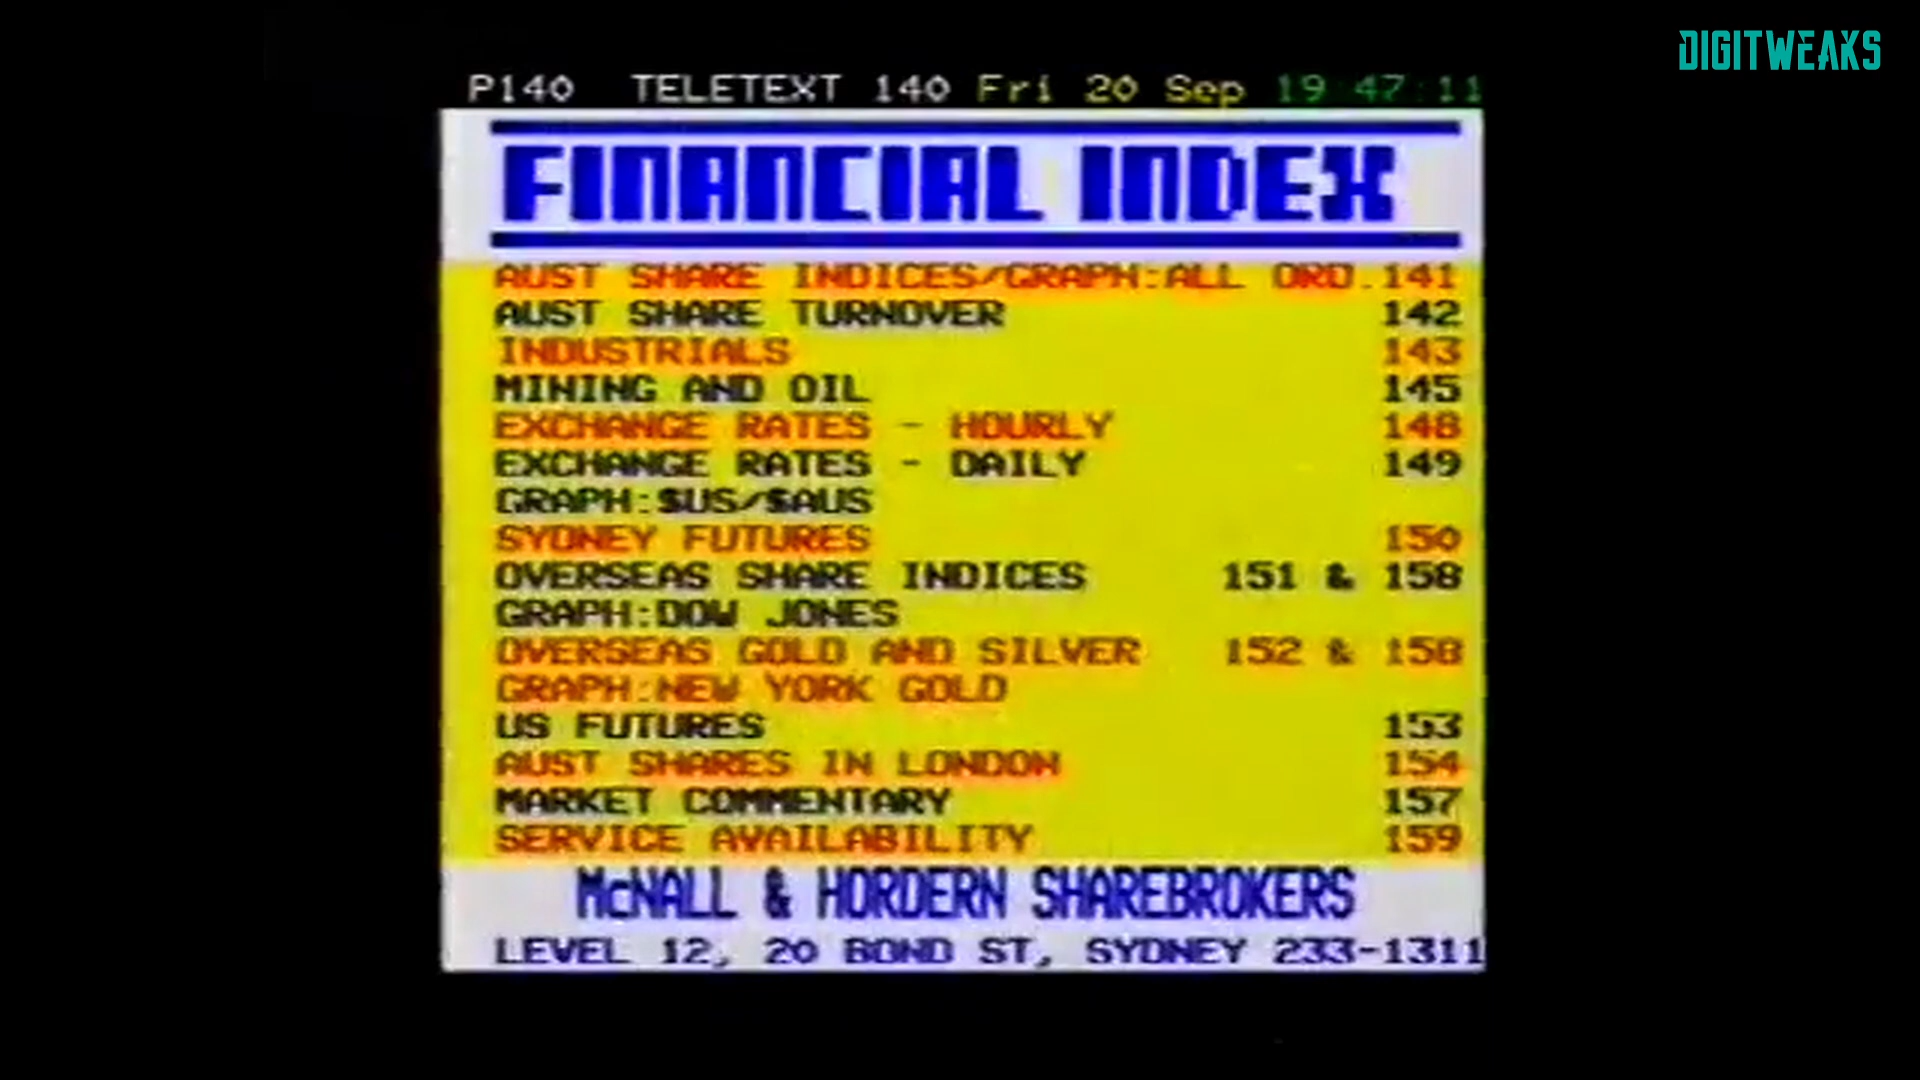 DIGITWEAKS
P140 TELETEXT 140 Fri 20 Sep 19:47:11
FINANCIAL INDEX
AUST SHARE INDICES/GRAPH:ALL ORD.141
AUST SHARE TURNOVER 142
INDUSTRIALS 143
MINING AND OIL 145
EXCHANGE RATES - HOURLY 148
EXCHANGE RATES - DAILY 149
GRAPH:$US/$AUS
SYDNEY FUTURES 150
OVERSEAS SHARE INDICES 151 & 158
GRAPH:DOW JONES
OVERSEAS GOLD AND SILVER 152 & 158
GRAPH:NEW YORK GOLD
US FUTURES 153
AUST SHARES IN LONDON 154
MARKET COMMENTARY 157
SERVICE AVAILABILITY 159
McNALL & HORDERN SHAREBROKERS
LEVEL 12, 20 BOND ST, SYDNEY 233-1311